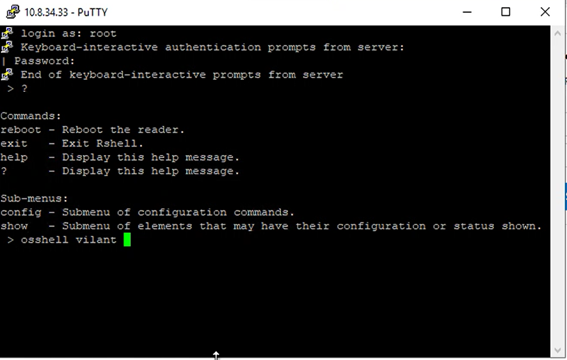 10.8.34.33 - PuTTY
login as: root
Keyboard-interactive authentication prompts from server:
| Password:
End of keyboard-interactive prompts from server
> ?
Commands:
reboot - Reboot the reader.
exit - Exit Rshell.
help - Display this help message.
? - Display this help message.
Sub-menus:
config - Submenu of configuration commands.
show - Submenu of elements that may have their configuration or status shown.
> osshell vilant